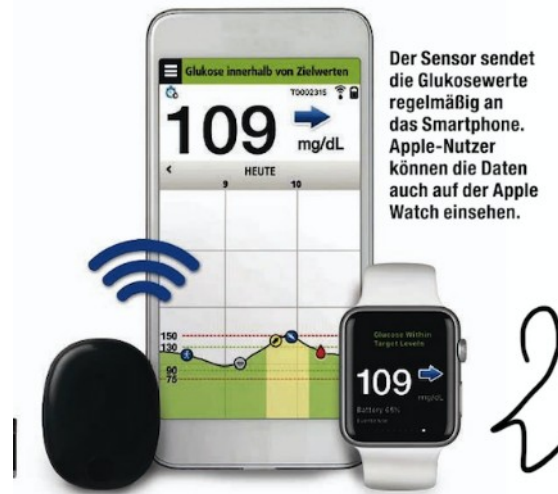 Glukose innerhalb von Zielwerten
T0002315
109
mg/dL
HEUTE
9 10
150
130
90
75
Der Sensor sendet
die Glukosewerte
regelmäßig an
das Smartphone.
Apple-Nutzer
können die Daten
auch auf der Apple
Watch einsehen.
Glucose Within
Target Levels
109
mg/dL
Battery 65%